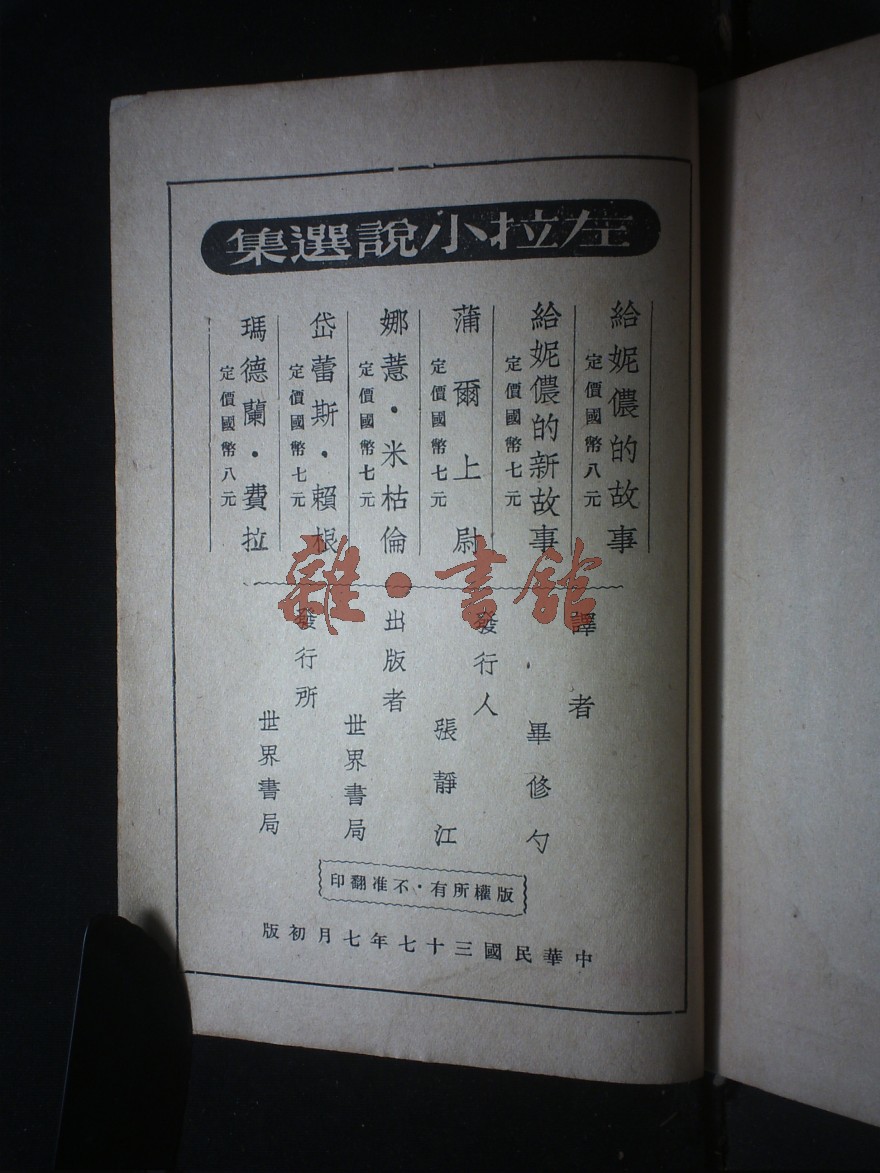 左拉小說選集
給妮儂的故事
定價國幣八元
給妮儂的新故事
定價國幣七元
蒲爾上尉
定價國幣七元
娜薏·米枯倫
定價國幣七元
岱蕾斯·賴根
定價國幣七元
瑪德蘭·費拉
定價國幣八元
譯者
畢修勺
發行人
張靜江
出版者
世界書局
發行所
世界書局
版權所有·不准翻印
中華民國三十七年七月初版
雜·書館